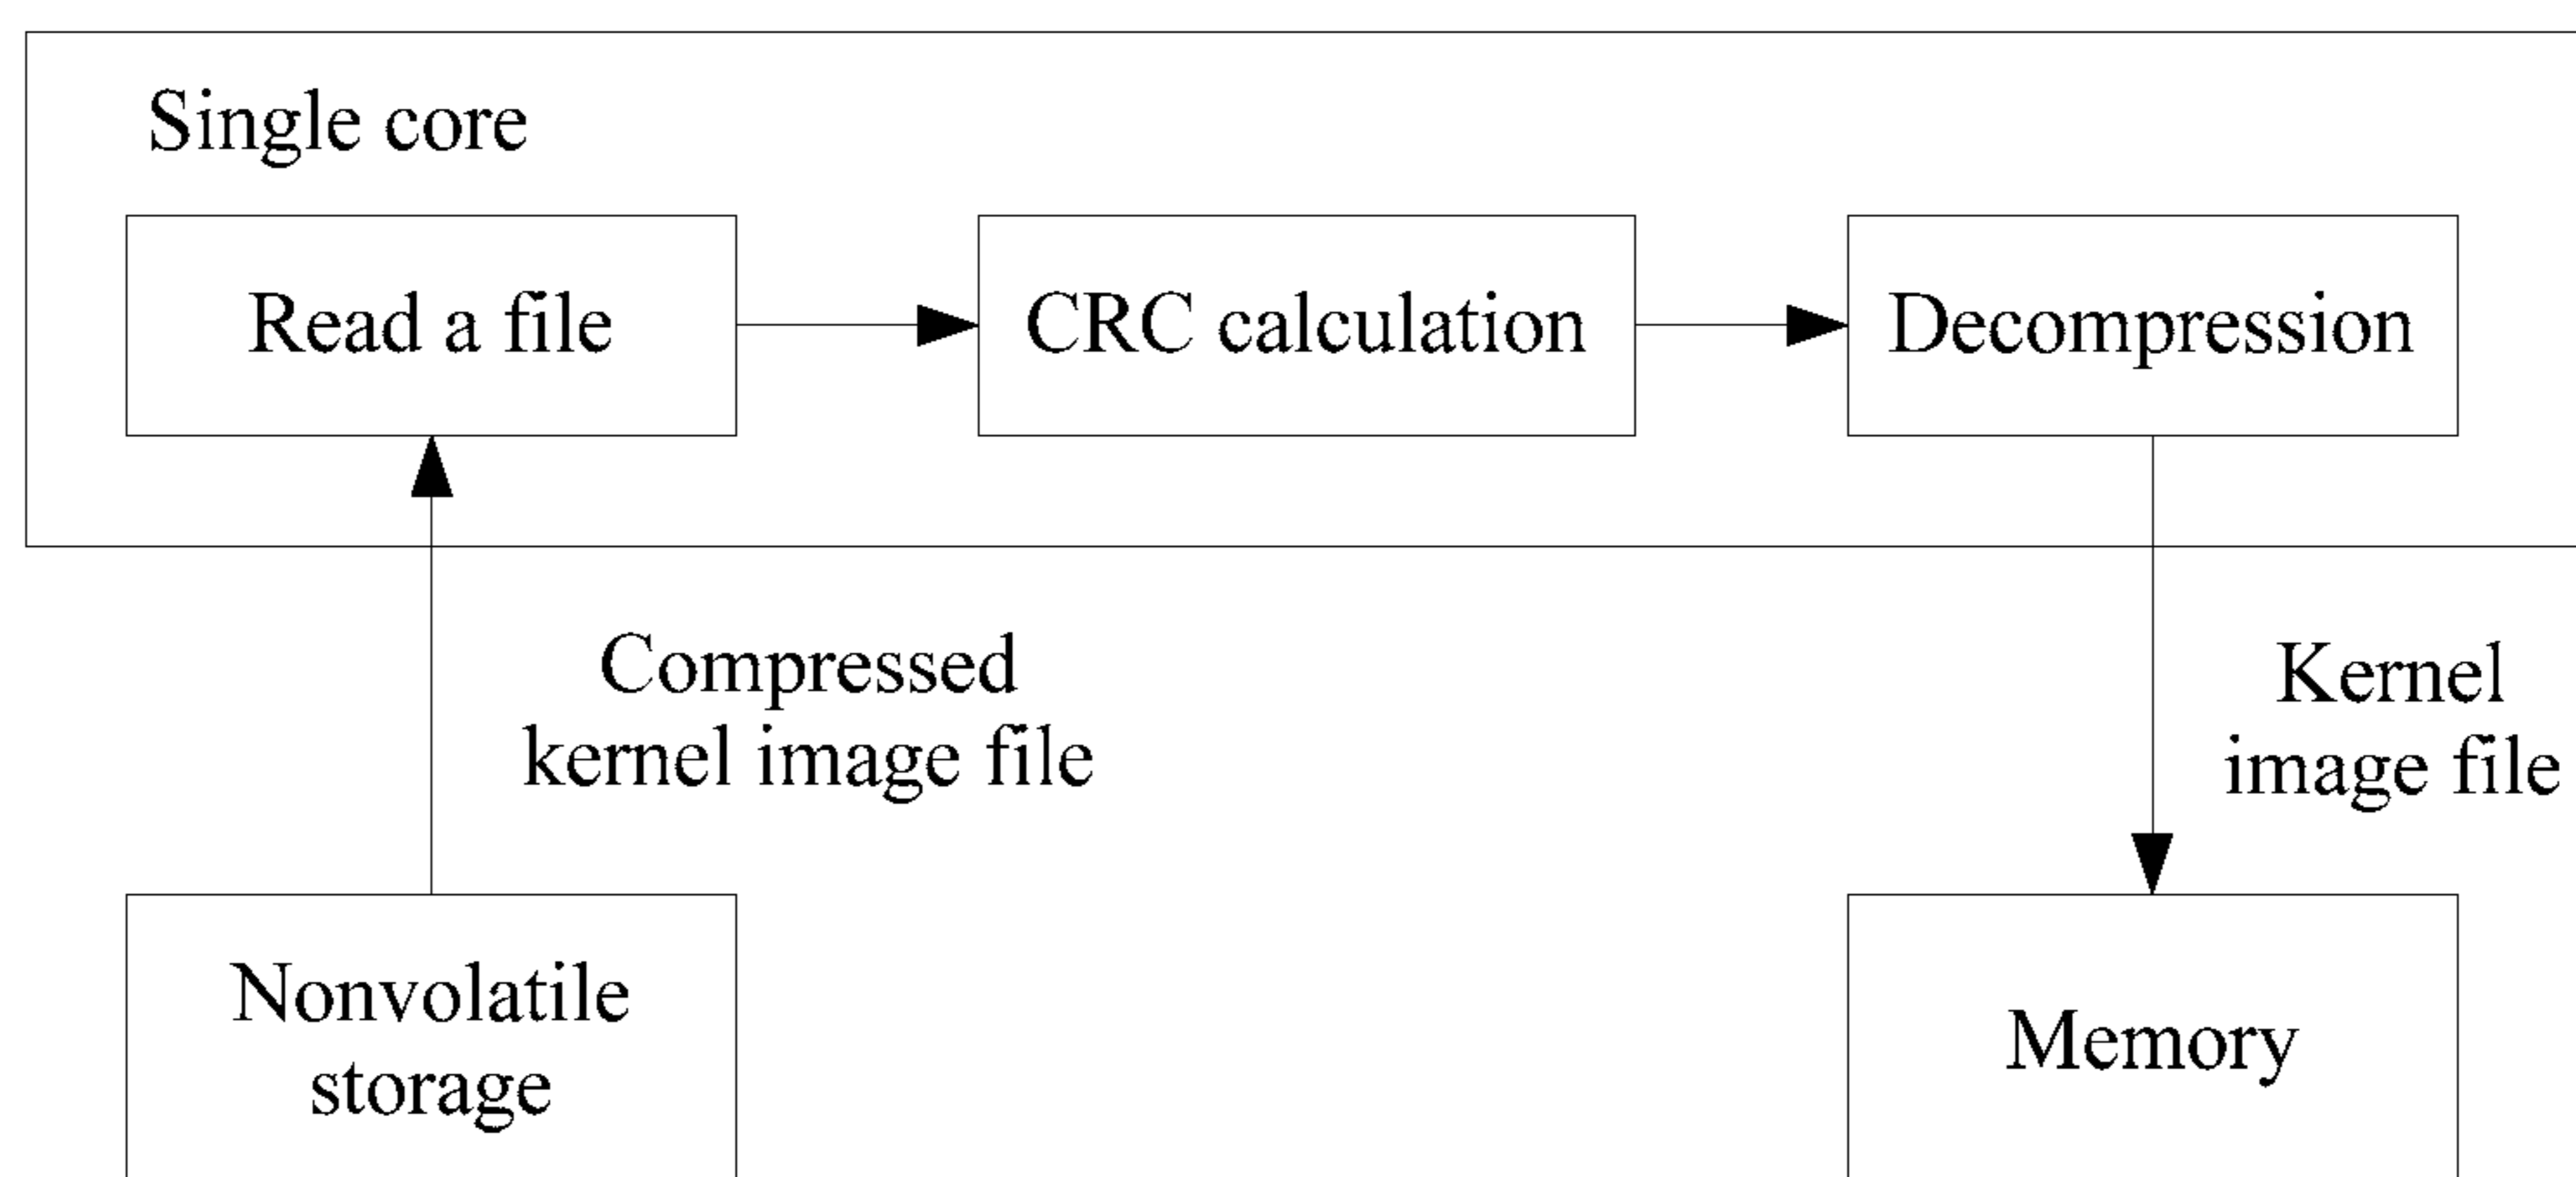 Single core
Read a file
CRC calculation
Decompression
Compressed
kernel image file
Kernel
image file
Nonvolatile
storage
Memory